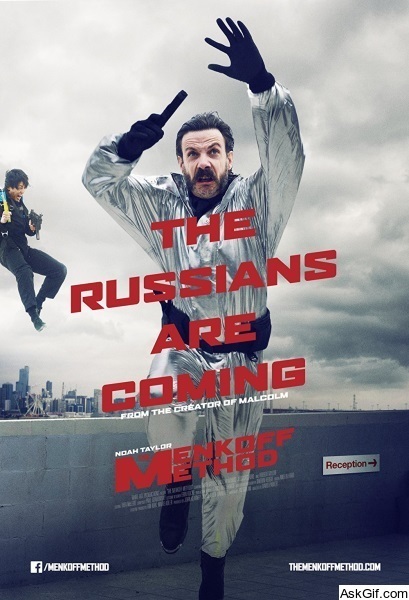 THE
RUSSIANS
ARE
COMING
FROM THE CREATOR OF MALCOLM
NOAH TAYLOR
MENKOFF
METHOD
Reception
/MENKOFFMETHOD
THEMENKOFFMETHOD.COM
AskGif.com